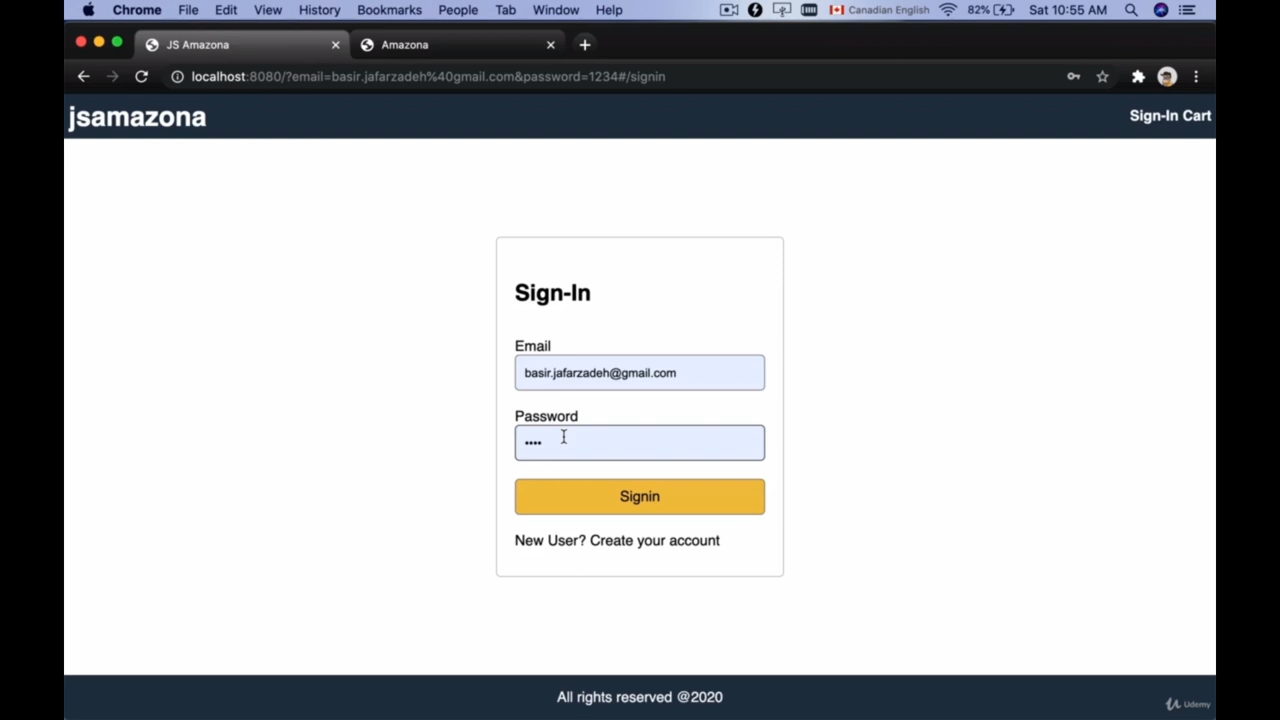 Chrome File Edit View History Bookmarks People Tab Window Help Canadian English 82% Sat 10:55 AM
JS Amazona Amazona
localhost:8080/?email=basir.jafarzadeh%40gmail.com&password=1234#/signin
jsamazona Sign-In Cart
Sign-In
Email
basir.jafarzadeh@gmail.com
Password
••••
Signin
New User? Create your account
All rights reserved @2020
Udemy